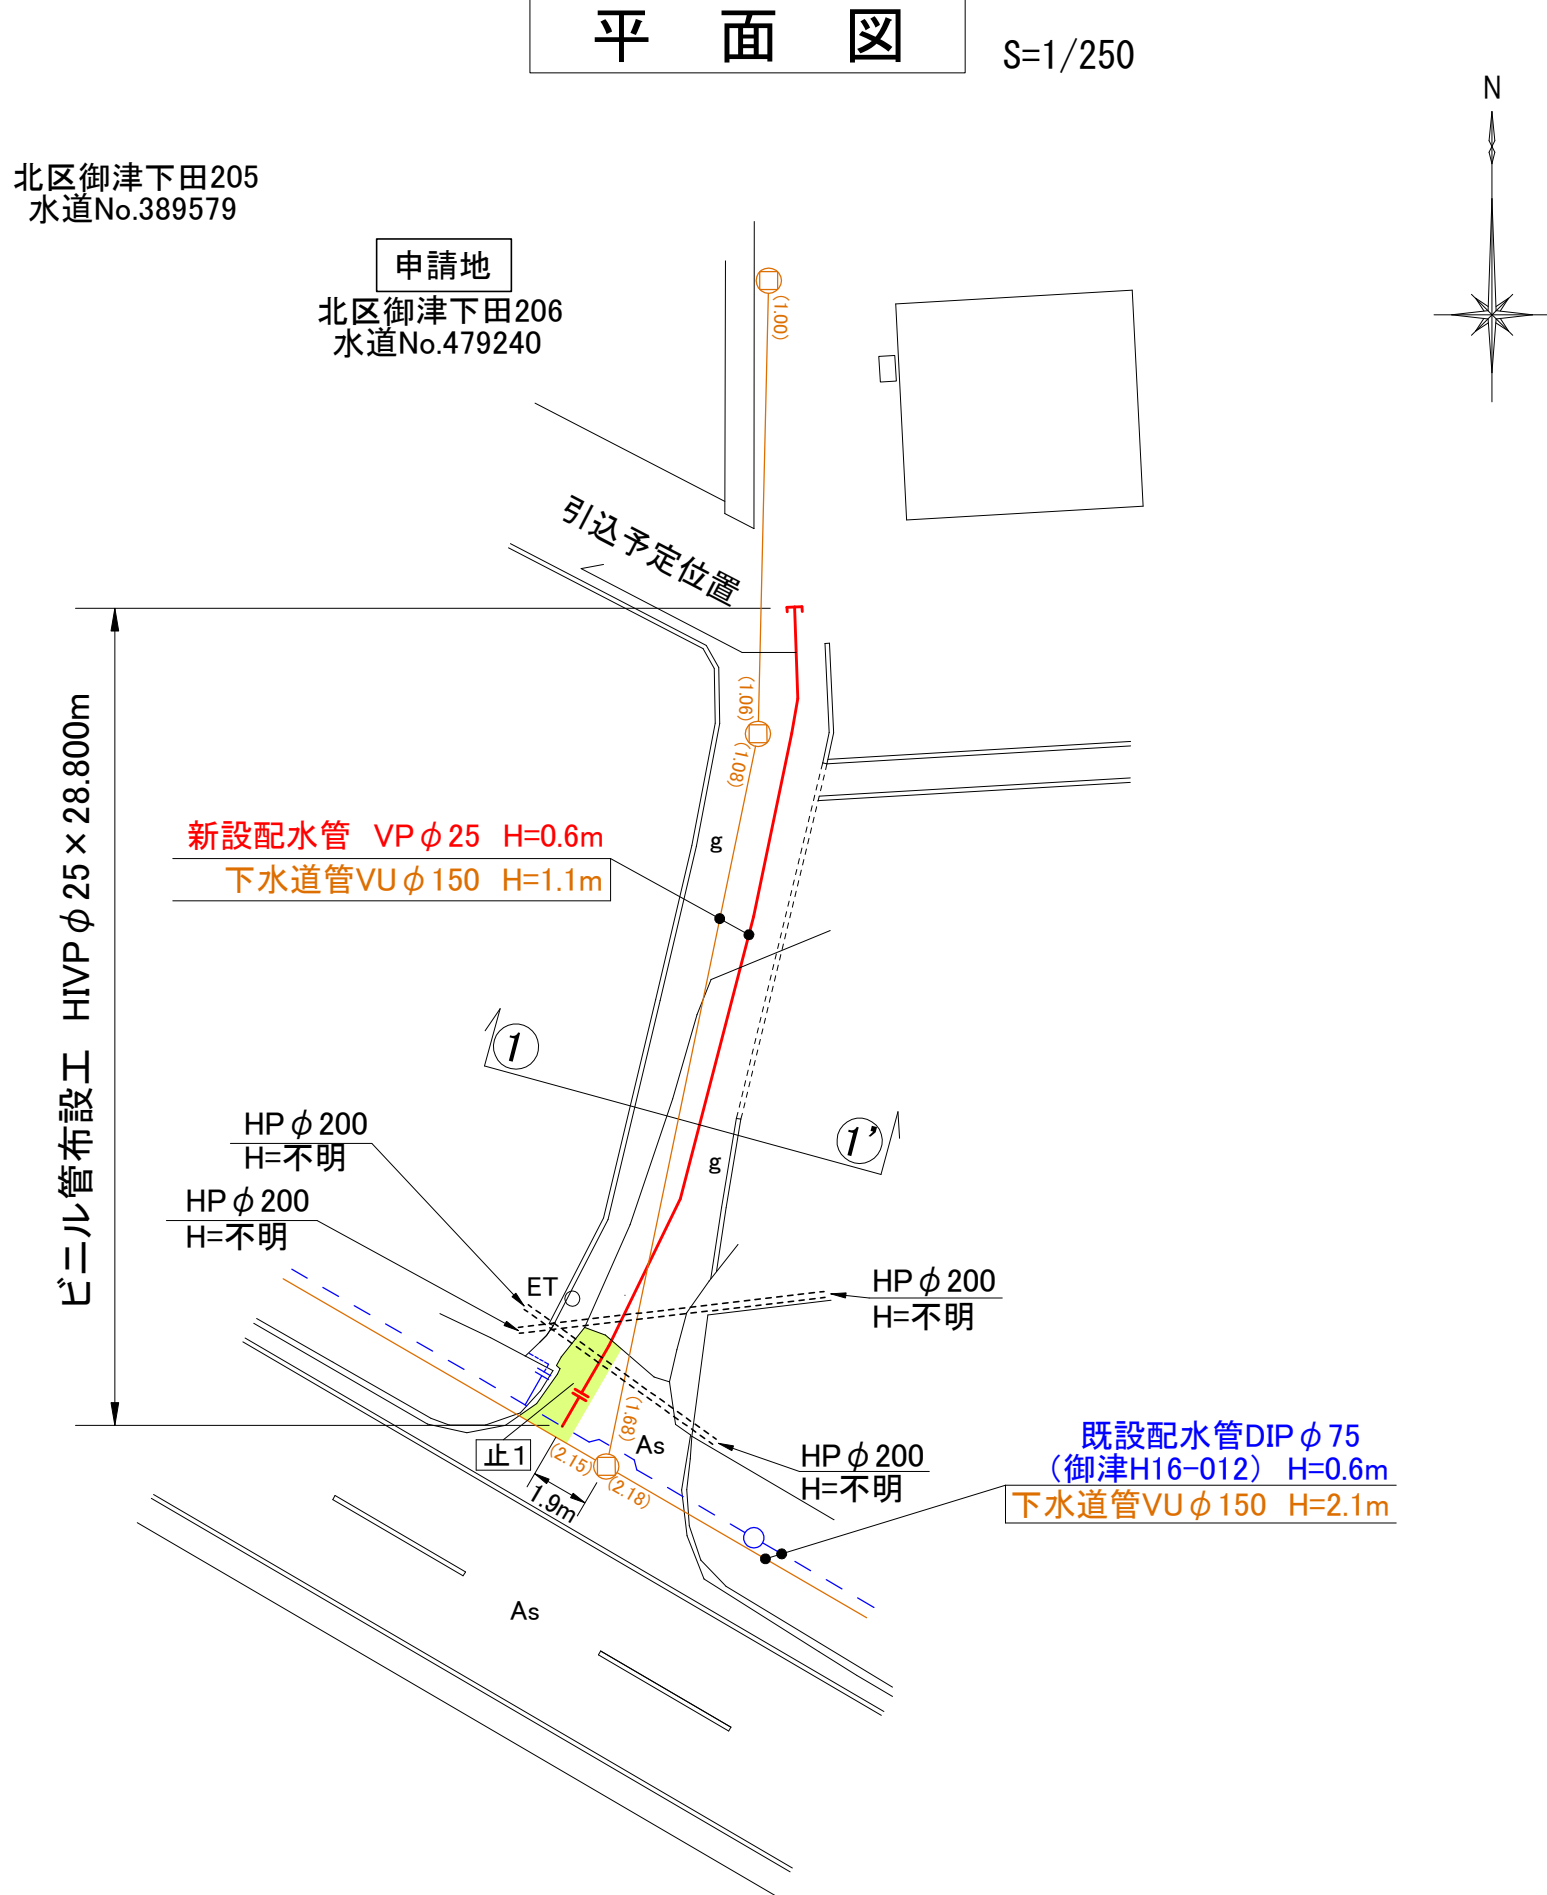 平 面 図
S=1/250
N
北区御津下田205
水道No.389579
申請地
北区御津下田206
水道No.479240
(1.00)
引込予定位置
(1.06)
(1.08)
ビニル管布設工 HIVPφ25×28.800m
新設配水管 VPφ25 H=0.6m
下水道管VUφ150 H=1.1m
g
1
1'
g
HPφ200
H=不明
HPφ200
H=不明
ET
HPφ200
H=不明
(1.68)
As
止1
(2.15)
(2.18)
1.9m
HPφ200
H=不明
既設配水管DIPφ75
(御津H16-012) H=0.6m
下水道管VUφ150 H=2.1m
As